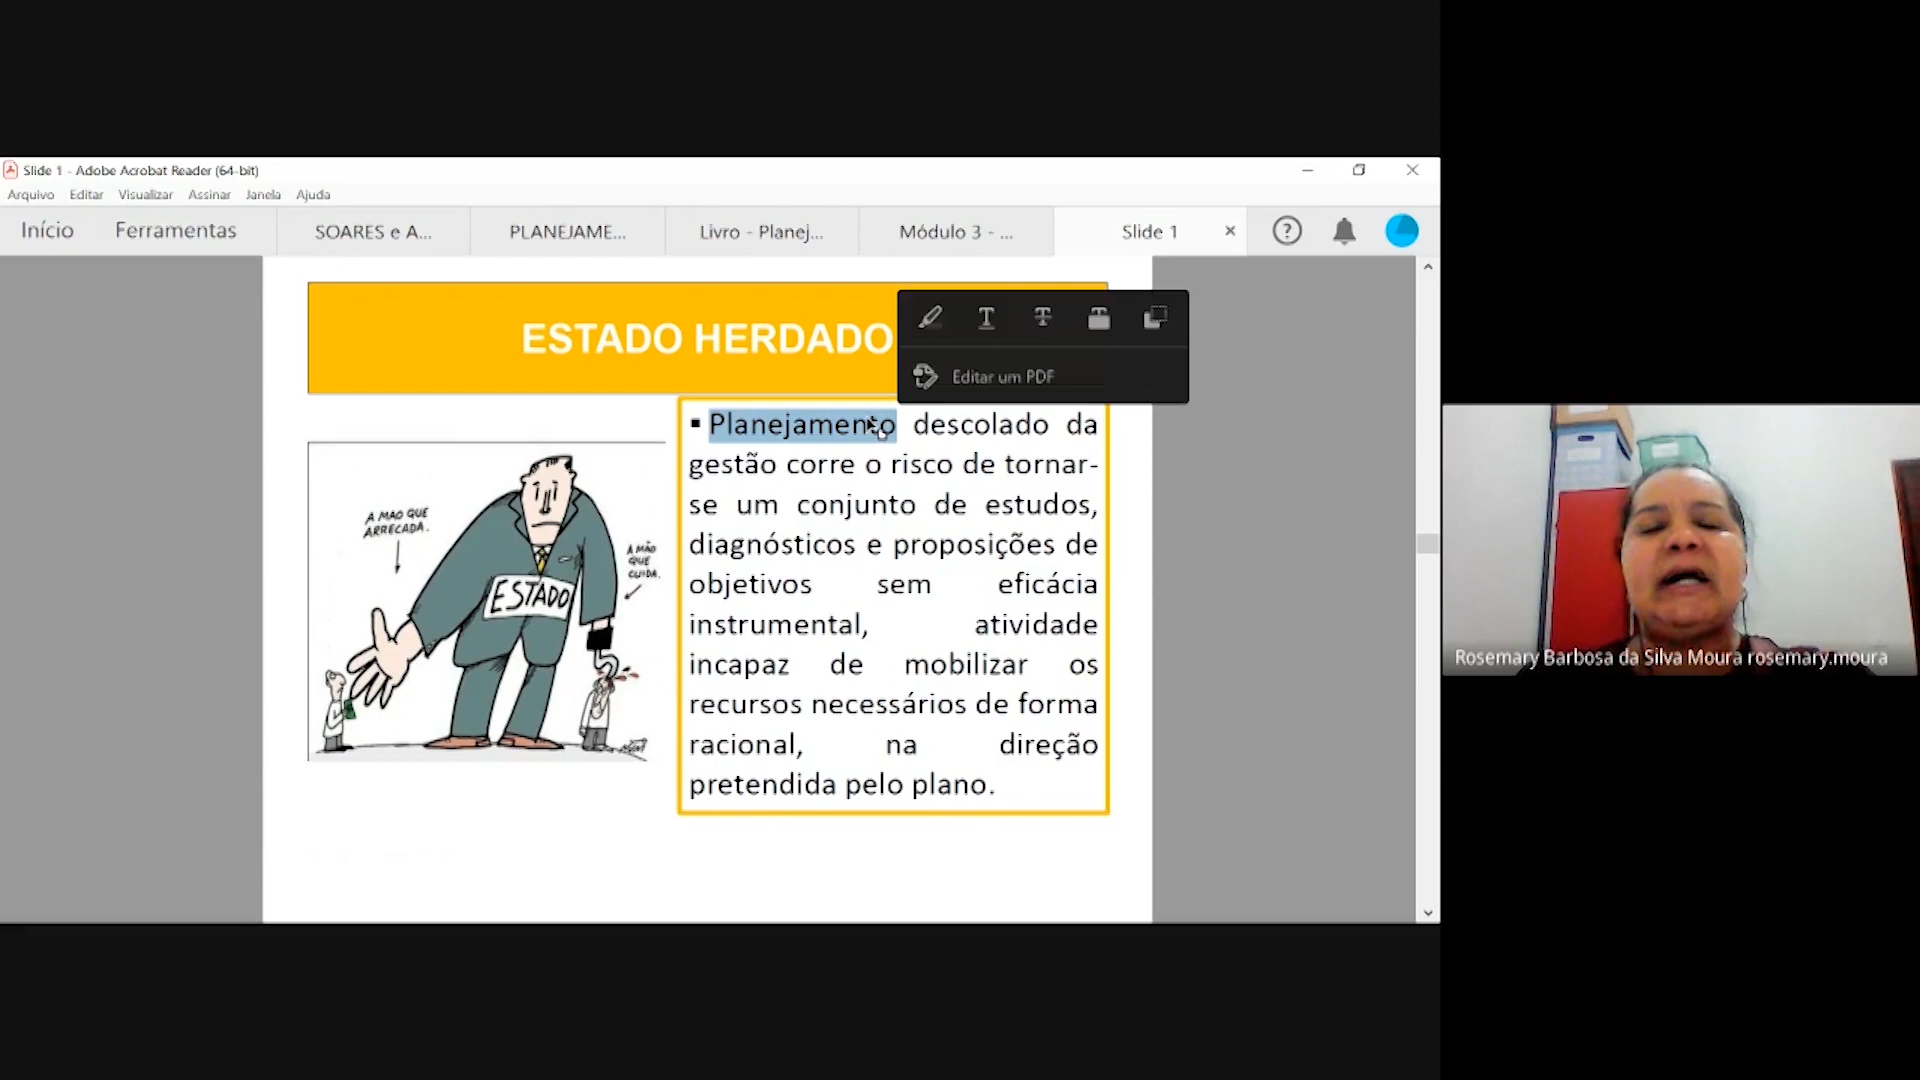 Slide 1 - Adobe Acrobat Reader (64-bit)
Arquivo Editar Visualizar Assinar Janela Ajuda
Início Ferramentas SOARES e A... PLANEJAME... Livro - Planej... Módulo 3 - ... Slide 1
ESTADO HERDADO
Editar um PDF
A MÃO QUE
ARRECADA.
A MÃO
QUE
CUIDA.
ESTADO
▪ Planejamento descolado da
gestão corre o risco de tornar-
se um conjunto de estudos,
diagnósticos e proposições de
objetivos sem eficácia
instrumental, atividade
incapaz de mobilizar os
recursos necessários de forma
racional, na direção
pretendida pelo plano.
Rosemary Barbosa da Silva Moura rosemary.moura